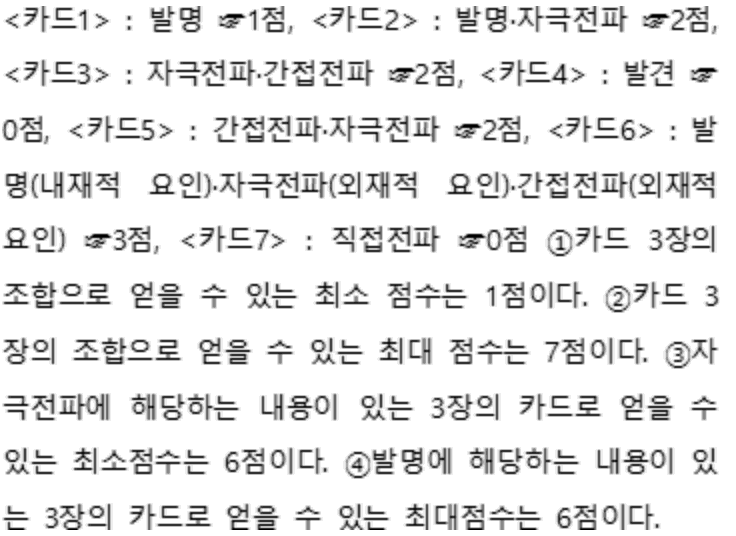 <카드1> : 발명 ☞1점, <카드2> : 발명·자극전파 ☞2점,
<카드3> : 자극전파·간접전파 ☞2점, <카드4> : 발견 ☞
0점, <카드5> : 간접전파·자극전파 ☞2점, <카드6> : 발
명(내재적 요인)·자극전파(외재적 요인)·간접전파(외재적
요인) ☞3점, <카드7> : 직접전파 ☞0점 ①카드 3장의
조합으로 얻을 수 있는 최소 점수는 1점이다. ②카드 3
장의 조합으로 얻을 수 있는 최대 점수는 7점이다. ③자
극전파에 해당하는 내용이 있는 3장의 카드로 얻을 수
있는 최소점수는 6점이다. ④발명에 해당하는 내용이 있
는 3장의 카드로 얻을 수 있는 최대점수는 6점이다.